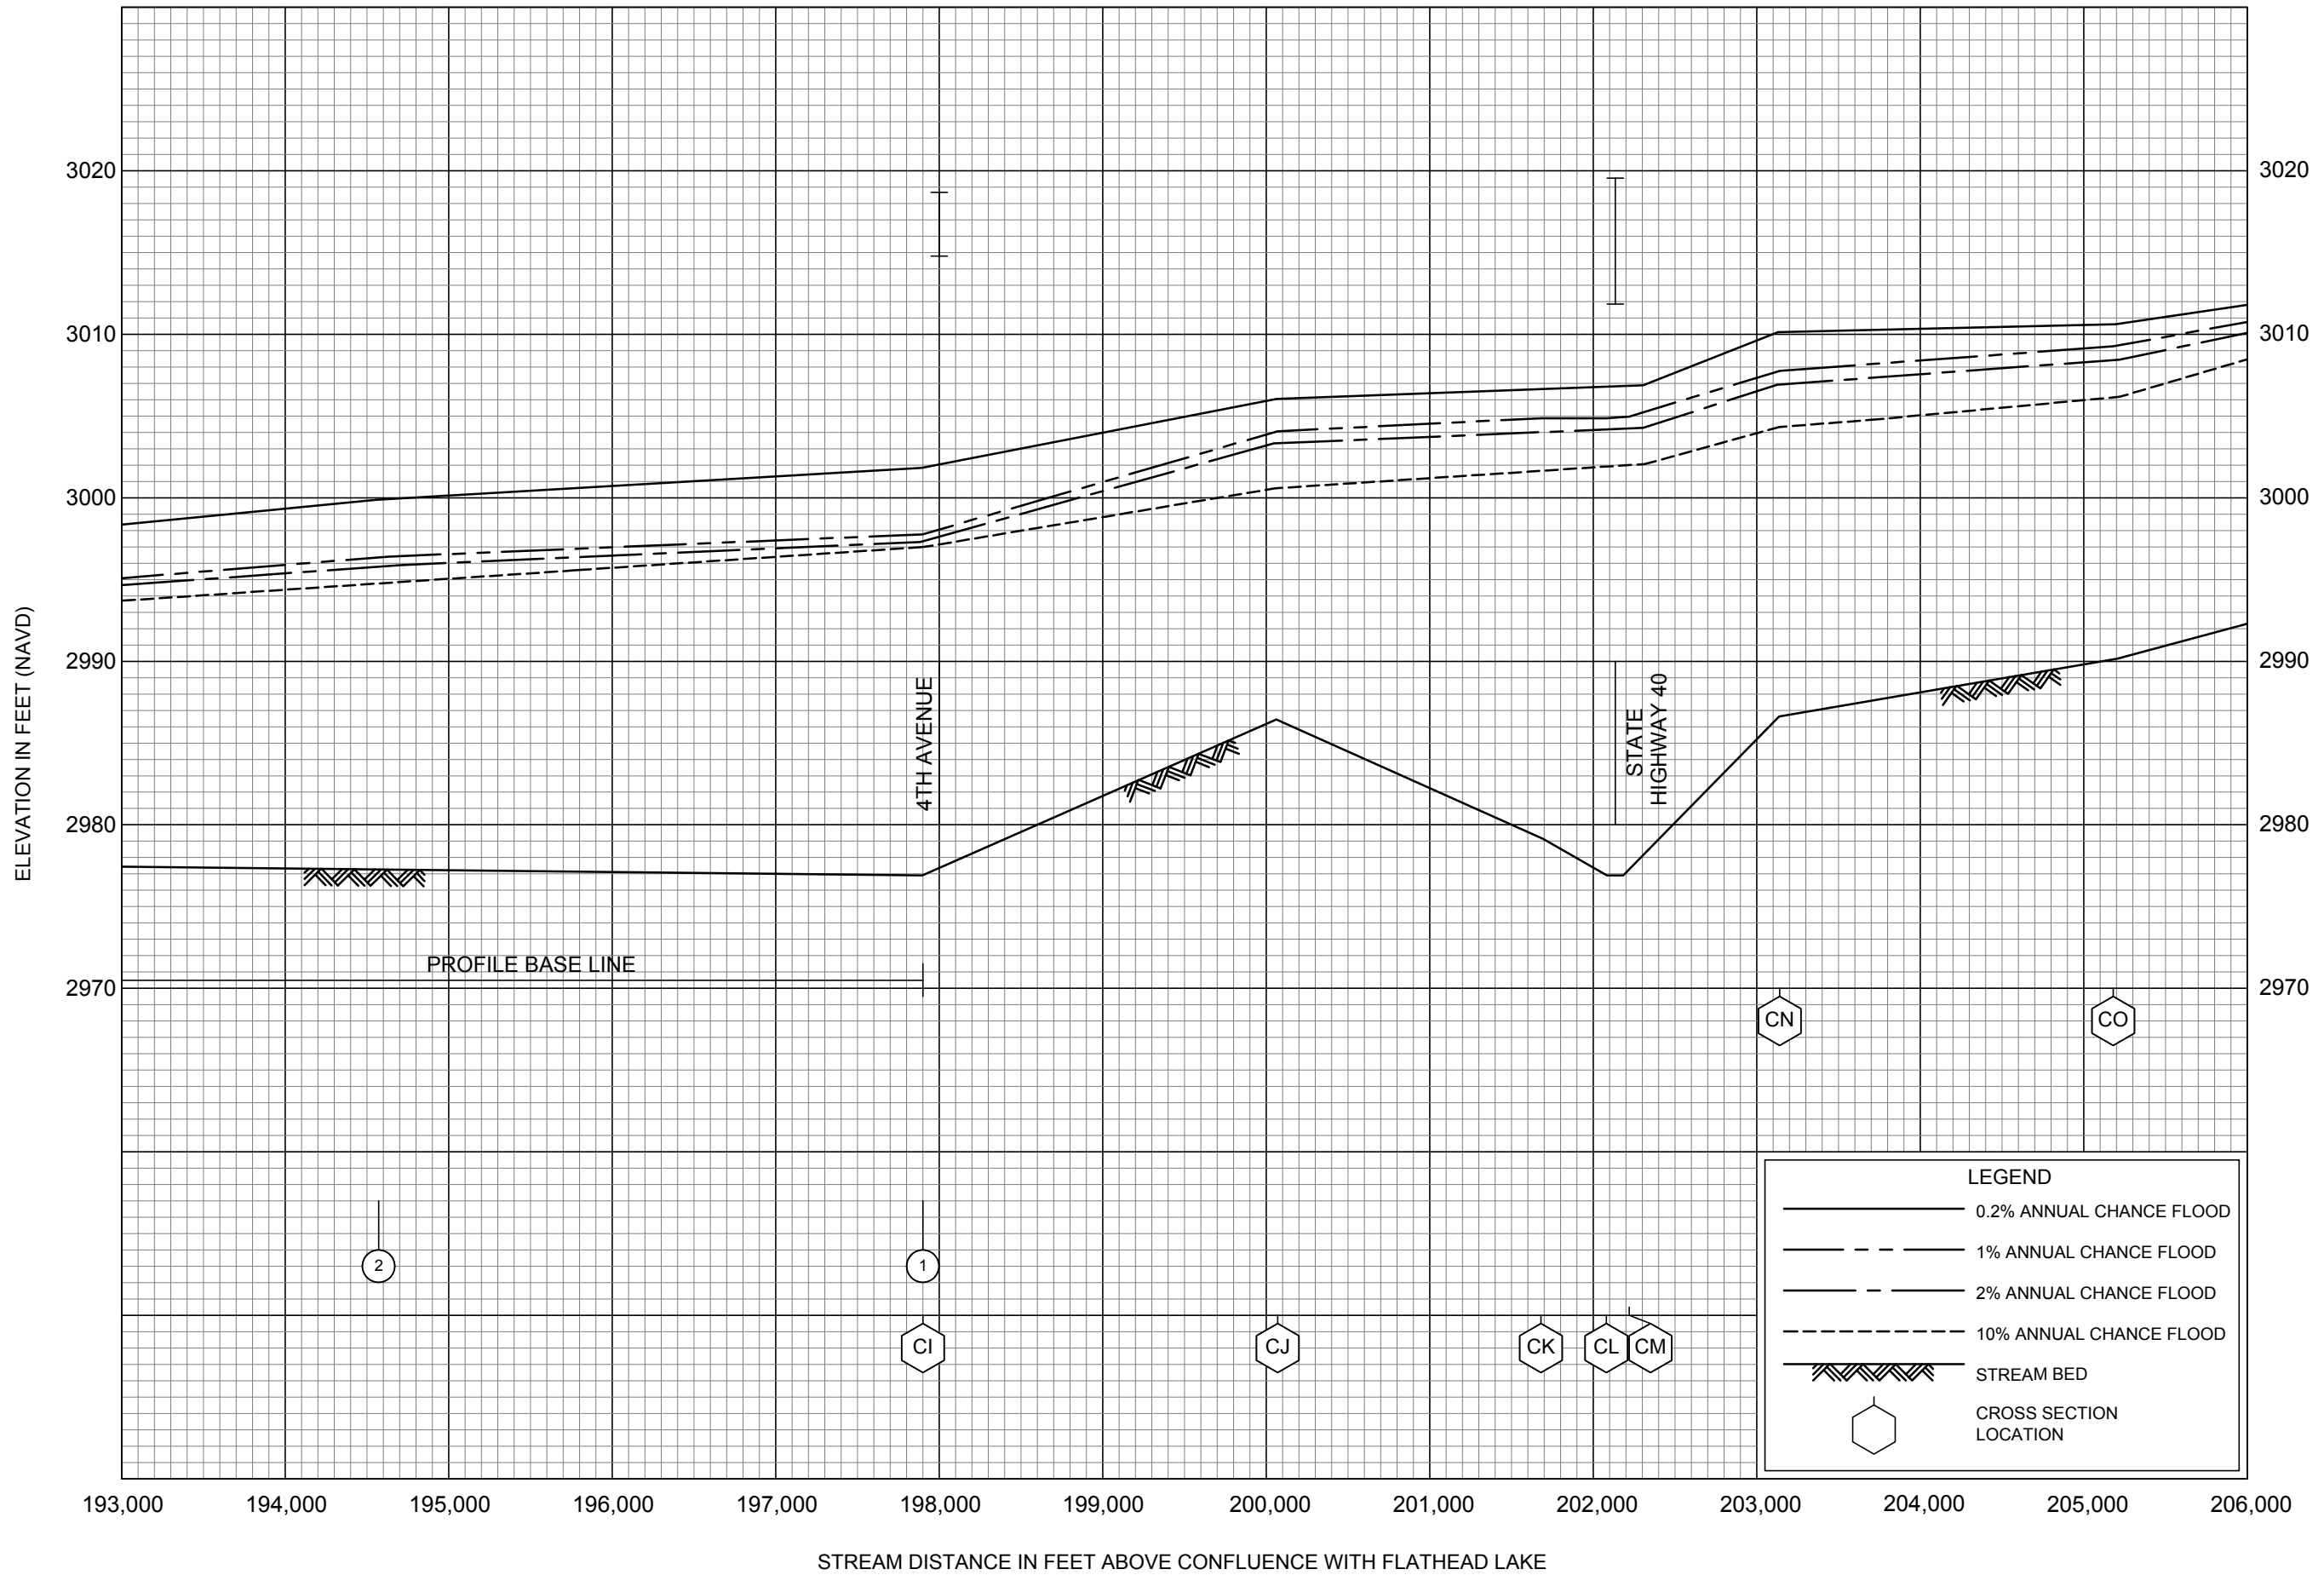 3020
3020
3010
3010
3000
3000
ELEVATION IN FEET (NAVD)
2990
2990
4TH AVENUE
STATE
HIGHWAY 40
2980
2980
PROFILE BASE LINE
2970
2970
CN
CO
2
1
CI
CJ
CK
CL
CM
LEGEND
0.2% ANNUAL CHANCE FLOOD
1% ANNUAL CHANCE FLOOD
2% ANNUAL CHANCE FLOOD
10% ANNUAL CHANCE FLOOD
STREAM BED
CROSS SECTION
LOCATION
193,000
194,000
195,000
196,000
197,000
198,000
199,000
200,000
201,000
202,000
203,000
204,000
205,000
206,000
STREAM DISTANCE IN FEET ABOVE CONFLUENCE WITH FLATHEAD LAKE